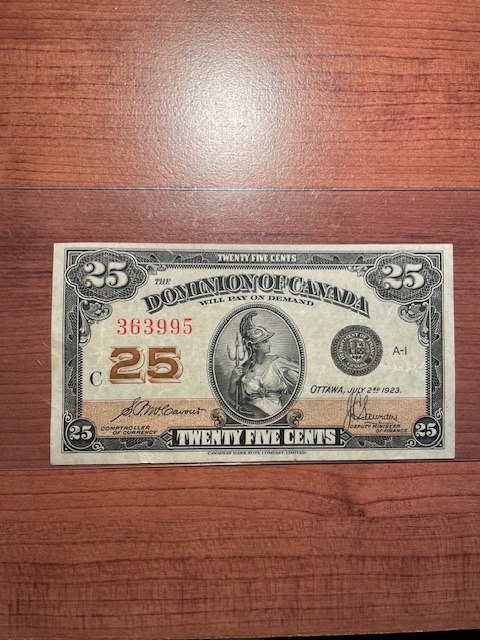 TWENTY FIVE CENTS
25 25
THE
DOMINION OF CANADA
WILL PAY ON DEMAND
363995
C 25
A-1
OTTAWA, JULY 2ND 1923.
COMPTROLLER
OF CURRENCY
DEPUTY MINISTER
OF FINANCE
25 TWENTY FIVE CENTS 25
CANADIAN BANK NOTE COMPANY, LIMITED.